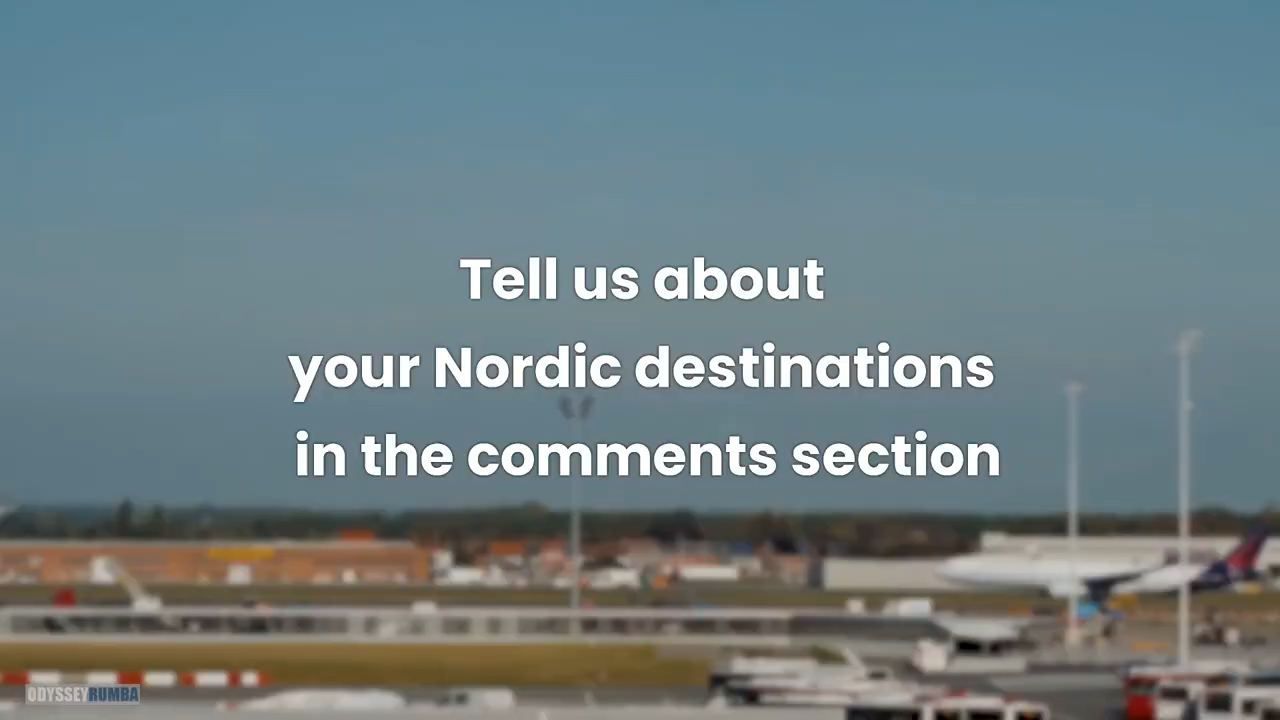 Tell us about
your Nordic destinations
in the comments section
ODYSSEYRUMBA